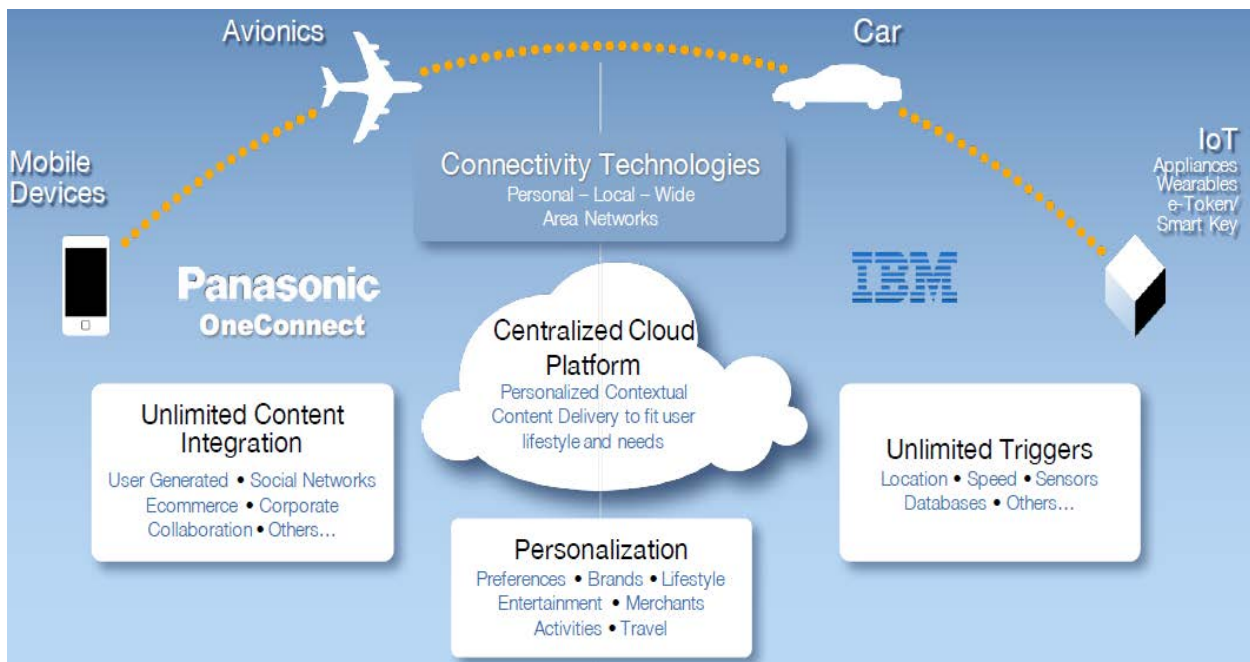 Avionics
Car
Mobile
Devices
IoT
Appliances
Wearables
e-Token/
Smart Key
Connectivity Technologies
Personal – Local – Wide
Area Networks
Panasonic
OneConnect
IBM
Centralized Cloud
Platform
Personalized Contextual
Content Delivery to fit user
lifestyle and needs
Unlimited Content
Integration
User Generated • Social Networks
Ecommerce • Corporate
Collaboration • Others...
Unlimited Triggers
Location • Speed • Sensors
Databases • Others...
Personalization
Preferences • Brands • Lifestyle
Entertainment • Merchants
Activities • Travel